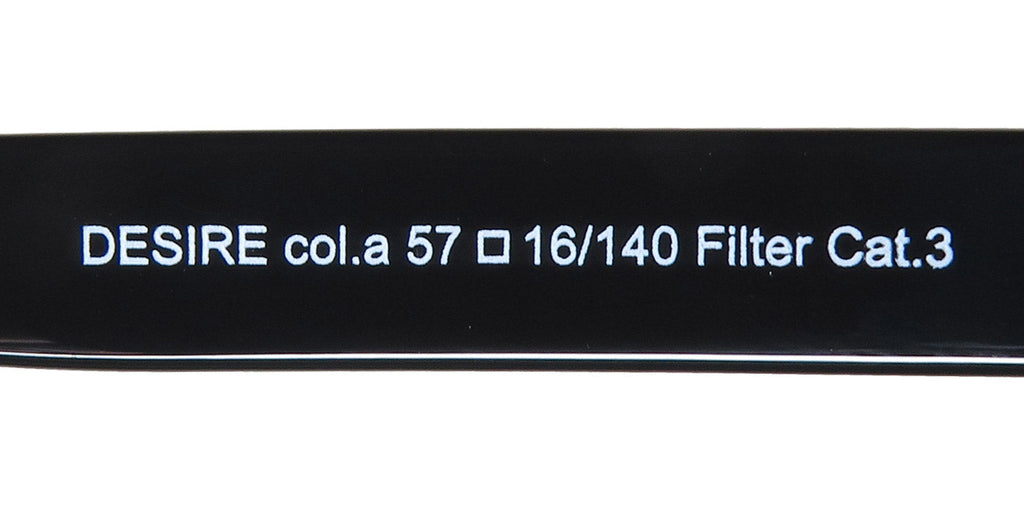 DESIRE col.a 57 □ 16/140 Filter Cat.3